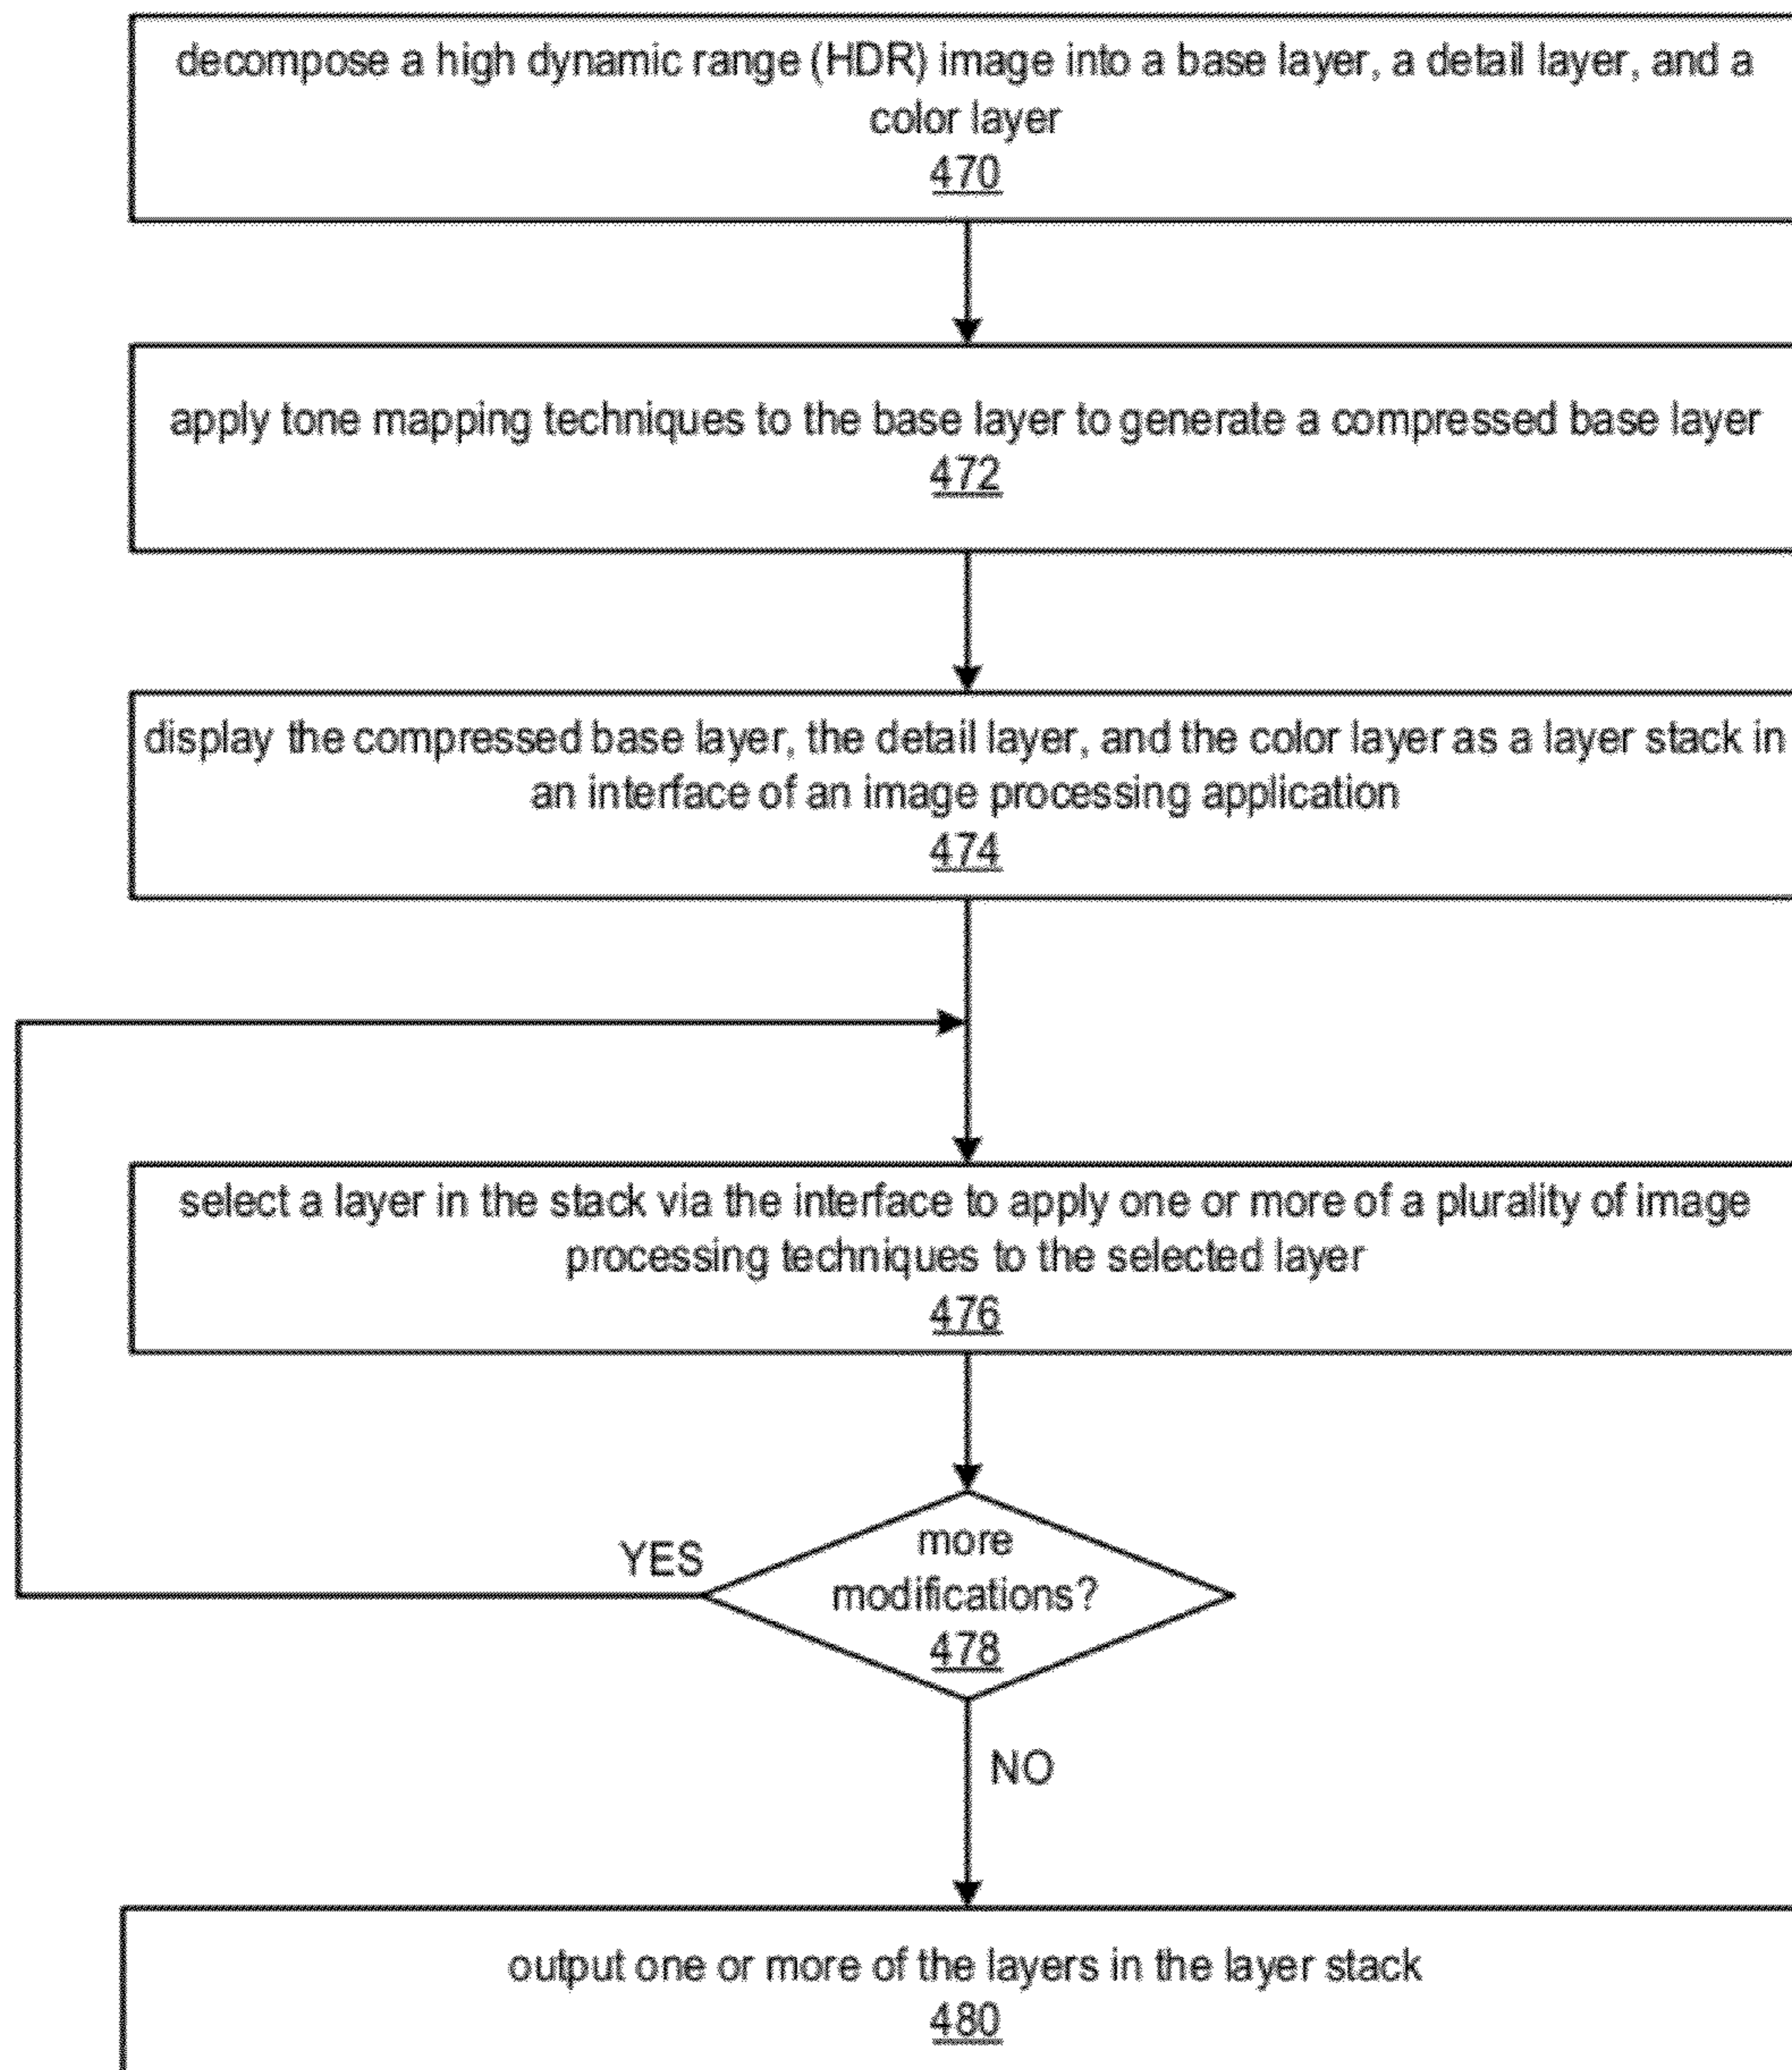 decompose a high dynamic range (HDR) image into a base layer, a detail layer, and a
color layer
470
apply tone mapping techniques to the base layer to generate a compressed base layer
472
display the compressed base layer, the detail layer, and the color layer as a layer stack in
an interface of an image processing application
474
select a layer in the stack via the interface to apply one or more of a plurality of image
processing techniques to the selected layer
476
more
modifications?
478
YES
NO
output one or more of the layers in the layer stack
480